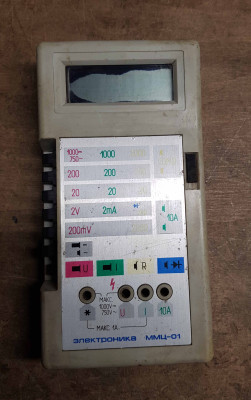 1000 1000
200 200
20 20
2V 2mA 10A
200mV
U I R
МАКС
1000V
750V U I 10A
* МАКС 1А
электроника ММЦ-01